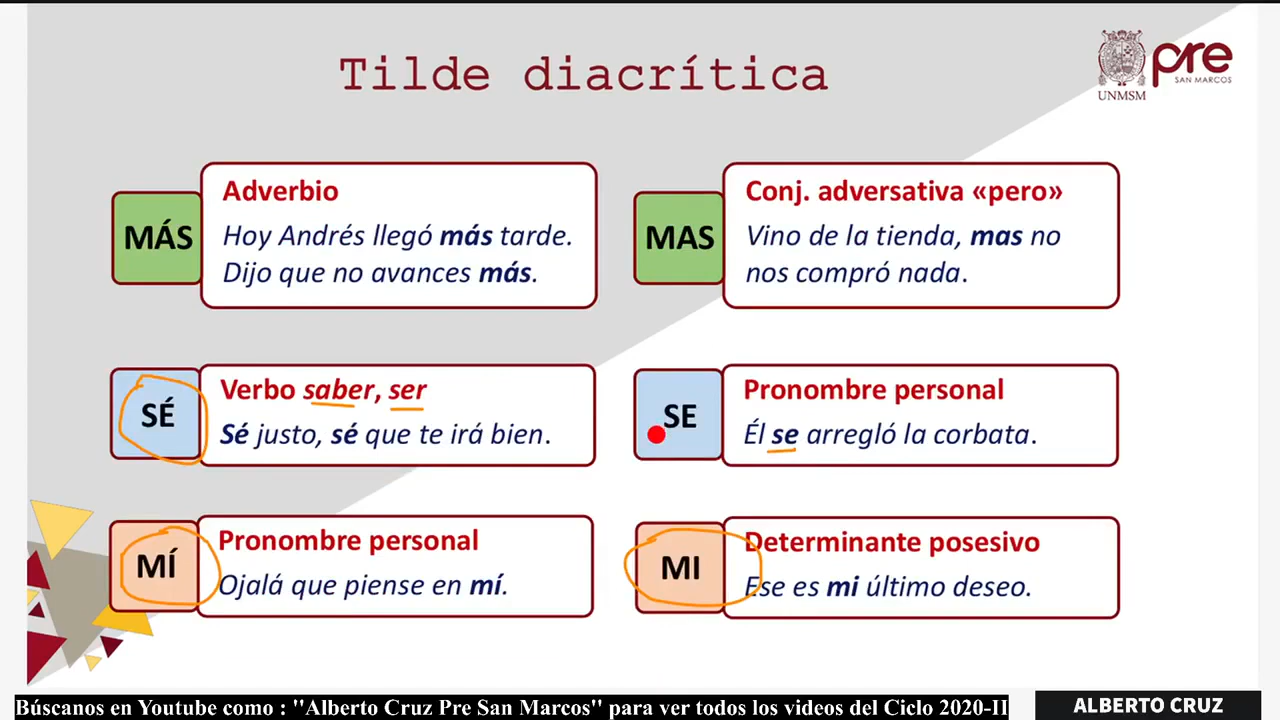 Tilde diacrítica
UNMSM
pre
SAN MARCOS
MÁS
Adverbio
Hoy Andrés llegó más tarde.
Dijo que no avances más.
MAS
Conj. adversativa «pero»
Vino de la tienda, mas no
nos compró nada.
SÉ
Verbo saber, ser
Sé justo, sé que te irá bien.
SE
Pronombre personal
Él se arregló la corbata.
MÍ
Pronombre personal
Ojalá que piense en mí.
MI
Determinante posesivo
Ese es mi último deseo.
Búscanos en Youtube como : "Alberto Cruz Pre San Marcos" para ver todos los videos del Ciclo 2020-II
ALBERTO CRUZ